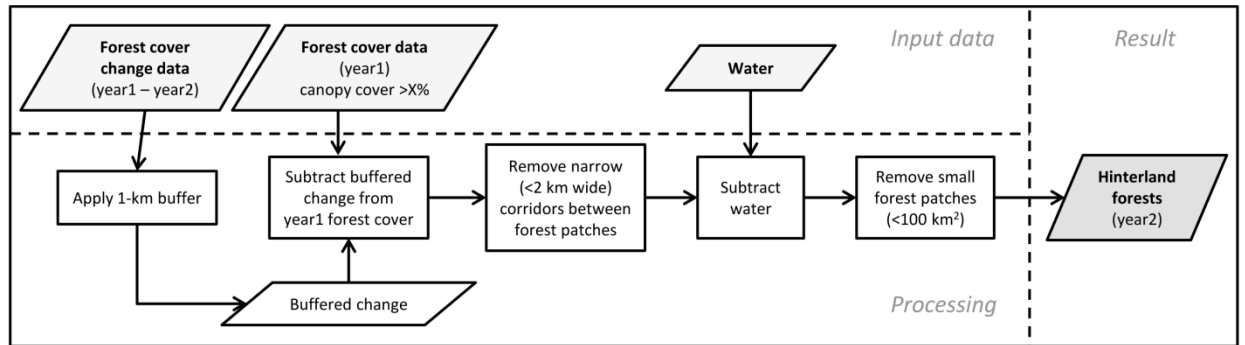 Forest cover
change data
(year1 – year2)
Forest cover data
(year1)
canopy cover >X%
Water
Input data
Result
Apply 1-km buffer
Subtract buffered
change from
year1 forest cover
Remove narrow
(<2 km wide)
corridors between
forest patches
Subtract
water
Remove small
forest patches
(<100 km²)
Hinterland
forests
(year2)
Buffered change
Processing